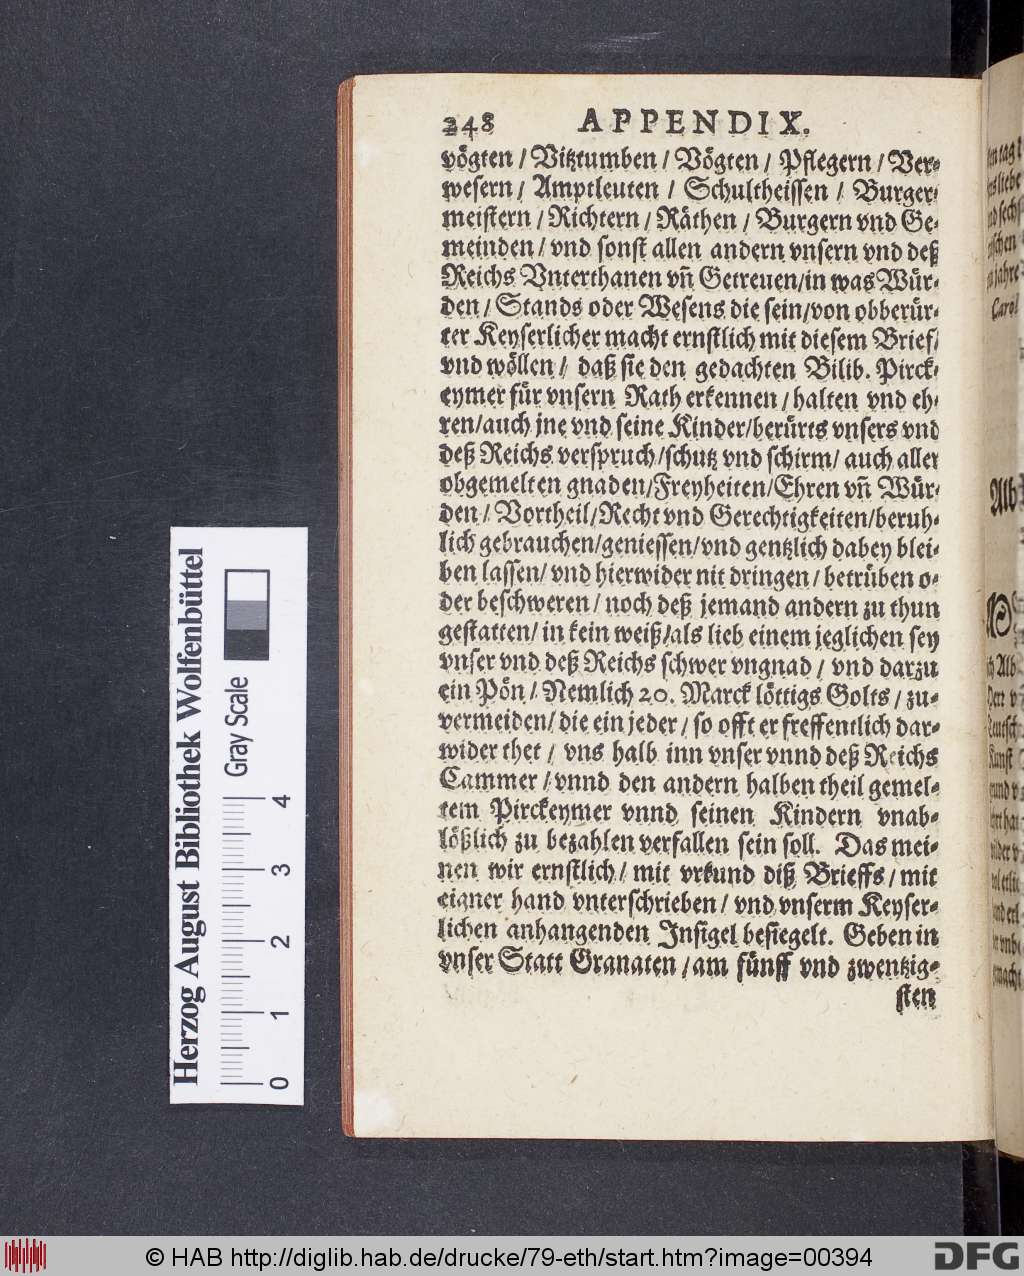 248 APPENDIX.
vögten / Vitztumben / Vögten / Pflegern / Ver-
wesern / Amptleuten / Schultheissen / Burger-
meistern / Richtern / Räthen / Burgern vnd Ge-
meinden / vnd sonst allen andern vnsern vnd deß
Reichs Vnterthanen vn̄ Getreuen/in was Wür-
den / Stands oder Wesens die sein/von obberür-
ter Keyserlicher macht ernstlich mit diesem Brief/
vnd wöllen / daß sie den gedachten Bilib. Pirck-
eymer für vnsern Rath erkennen / halten vnd eh-
ren/auch jne vnd seine Kinder/berürts vnsers vnd
deß Reichs verspruch/schutz vnd schirm/ auch aller
obgemelten gnaden/Freyheiten/Ehren vn̄ Wür-
den / Vortheil/Recht vnd Gerechtigkeiten/beruh-
lich gebrauchen/geniessen/vnd gentzlich dabey blei-
ben lassen/ vnd hierwider nit dringen / betrüben o-
der beschweren / noch deß jemand andern zu thun
gestatten/ in kein weiß/als lieb einem jeglichen sey
vnser vnd deß Reichs schwer vngnad / vnd darzu
ein Pön / Nemlich 20. Marck löttigs Golts / zu-
vermeiden/ die ein jeder / so offt er freffentlich dar-
wider thet / vns halb inn vnser vnnd deß Reichs
Cammer / vnnd den andern halben theil gemel-
tem Pirckeymer vnnd seinen Kindern vnab-
lößlich zu bezahlen verfallen sein soll. Das mei-
nen wir ernstlich / mit vrkund diß Brieffs / mit
eigner hand vnterschrieben / vnd vnserm Keyser-
lichen anhangenden Insigel besiegelt. Geben in
vnser Statt Granaten / am fünff vnd zwentzig-
sten
Herzog August Bibliothek Wolfenbüttel
Gray Scale
0 1 2 3 4
© HAB http://diglib.hab.de/drucke/79-eth/start.htm?image=00394
DFG